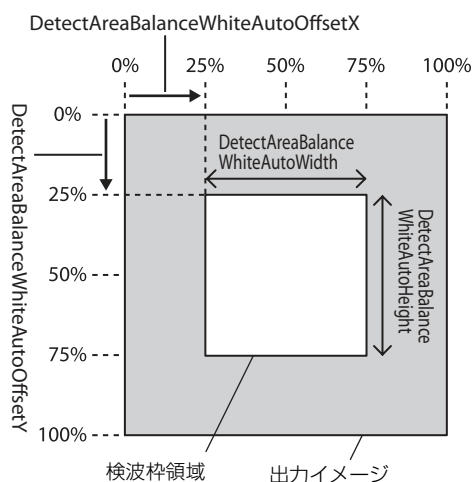 DetectAreaBalanceWhiteAutoOffsetX
0% 25% 50% 75% 100%
DetectAreaBalanceWhiteAutoOffsetY
0%
25%
50%
75%
100%
DetectAreaBalance
WhiteAutoWidth
DetectAreaBalance
WhiteAutoHeight
検波枠領域
出力イメージ